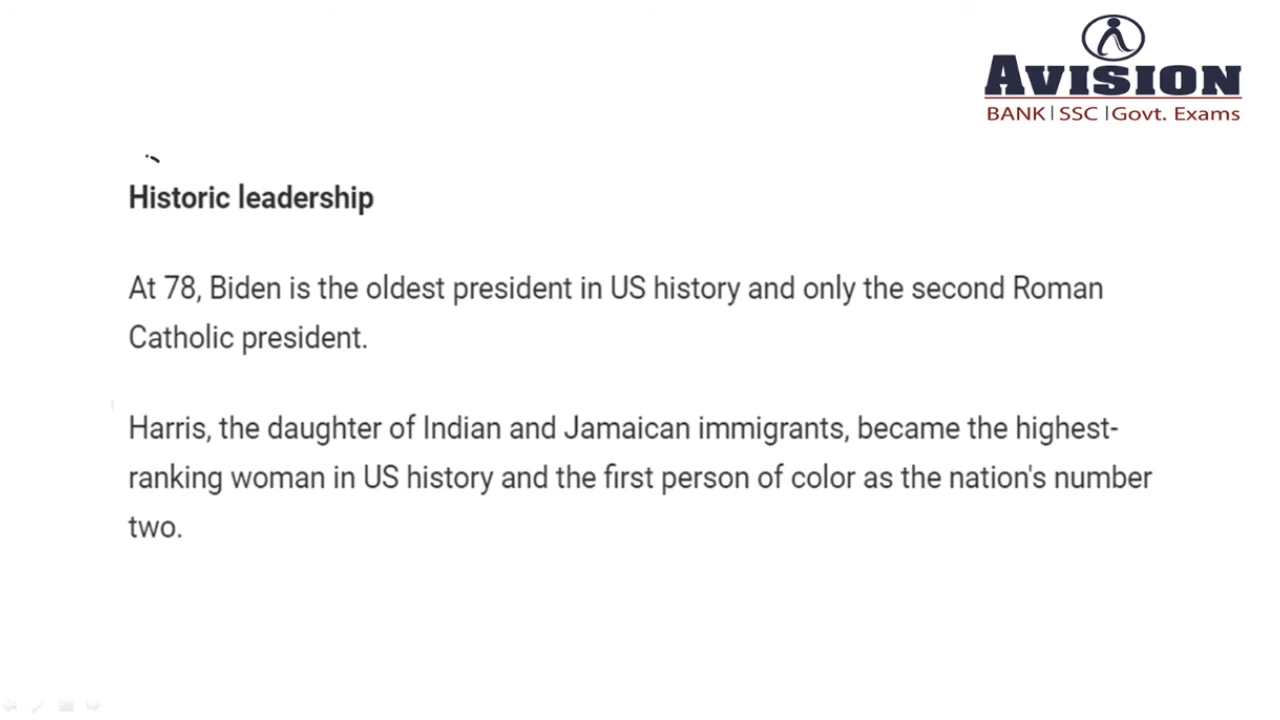 AVISION
BANK | SSC | Govt. Exams
Historic leadership
At 78, Biden is the oldest president in US history and only the second Roman
Catholic president.
Harris, the daughter of Indian and Jamaican immigrants, became the highest-
ranking woman in US history and the first person of color as the nation's number
two.